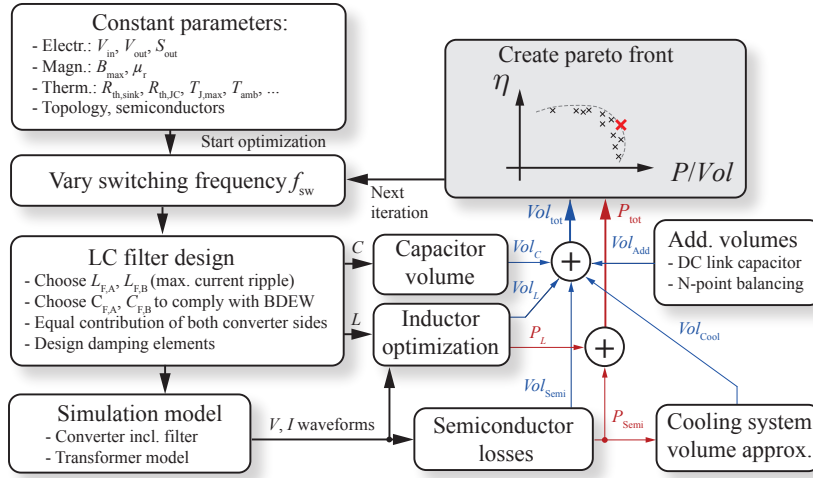 Constant parameters:
- Electr.: V_in, V_out, S_out
- Magn.: B_max, μ_r
- Therm.: R_th,sink, R_th,JC, T_J,max, T_amb, ...
- Topology, semiconductors
Start optimization
Create pareto front
η
P/Vol
Vary switching frequency f_sw
Next
iteration
Vol_tot
P_tot
LC filter design
- Choose L_F,A, L_F,B (max. current ripple)
- Choose C_F,A, C_F,B to comply with BDEW
- Equal contribution of both converter sides
- Design damping elements
C
Capacitor
volume
Vol_C
+
Vol_Add
Add. volumes
- DC link capacitor
- N-point balancing
L
Inductor
optimization
Vol_L
P_L
+
Vol_Cool
Simulation model
- Converter incl. filter
- Transformer model
V, I waveforms
Vol_Semi
Semiconductor
losses
P_Semi
Cooling system
volume approx.